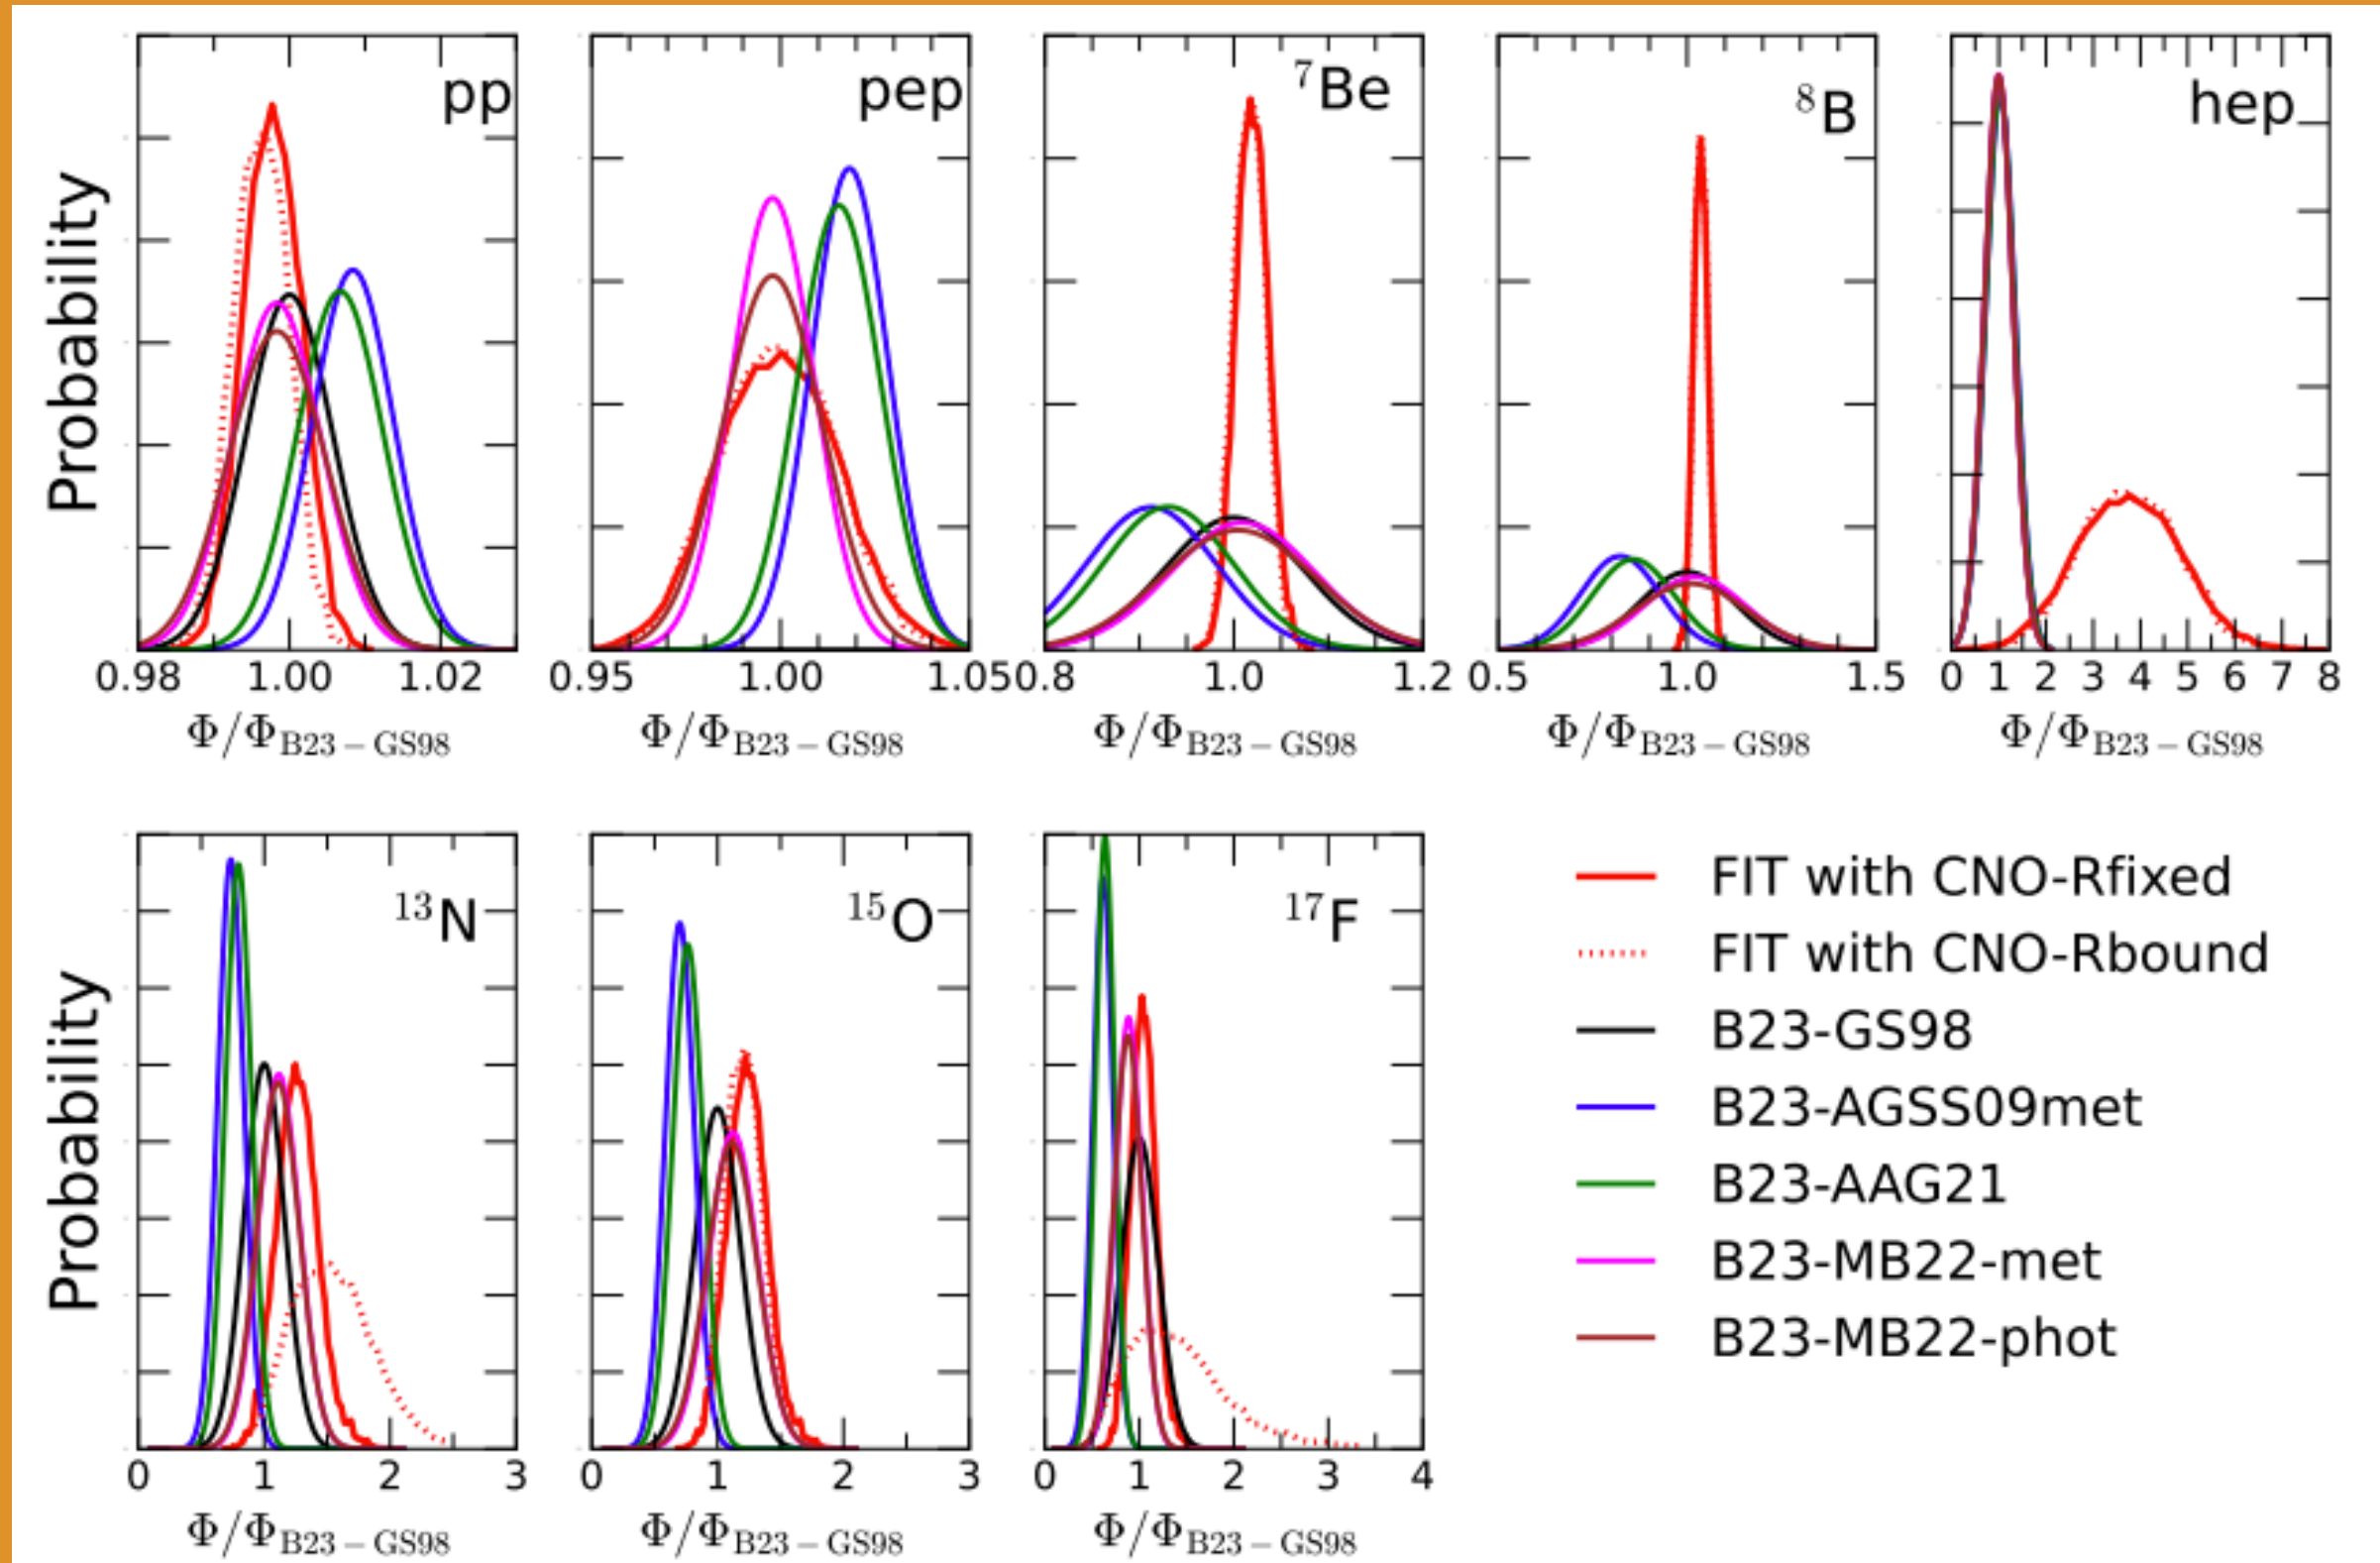 Probability
pp
0.98 1.00 1.02
Φ/Φ_B23 − GS98
pep
0.95 1.00 1.05
Φ/Φ_B23 − GS98
⁷Be
0.8 1.0 1.2
Φ/Φ_B23 − GS98
⁸B
0.5 1.0 1.5
Φ/Φ_B23 − GS98
hep
0 1 2 3 4 5 6 7 8
Φ/Φ_B23 − GS98
Probability
¹³N
0 1 2 3
Φ/Φ_B23 − GS98
¹⁵O
0 1 2 3
Φ/Φ_B23 − GS98
¹⁷F
0 1 2 3 4
Φ/Φ_B23 − GS98
FIT with CNO-Rfixed
FIT with CNO-Rbound
B23-GS98
B23-AGSS09met
B23-AAG21
B23-MB22-met
B23-MB22-phot